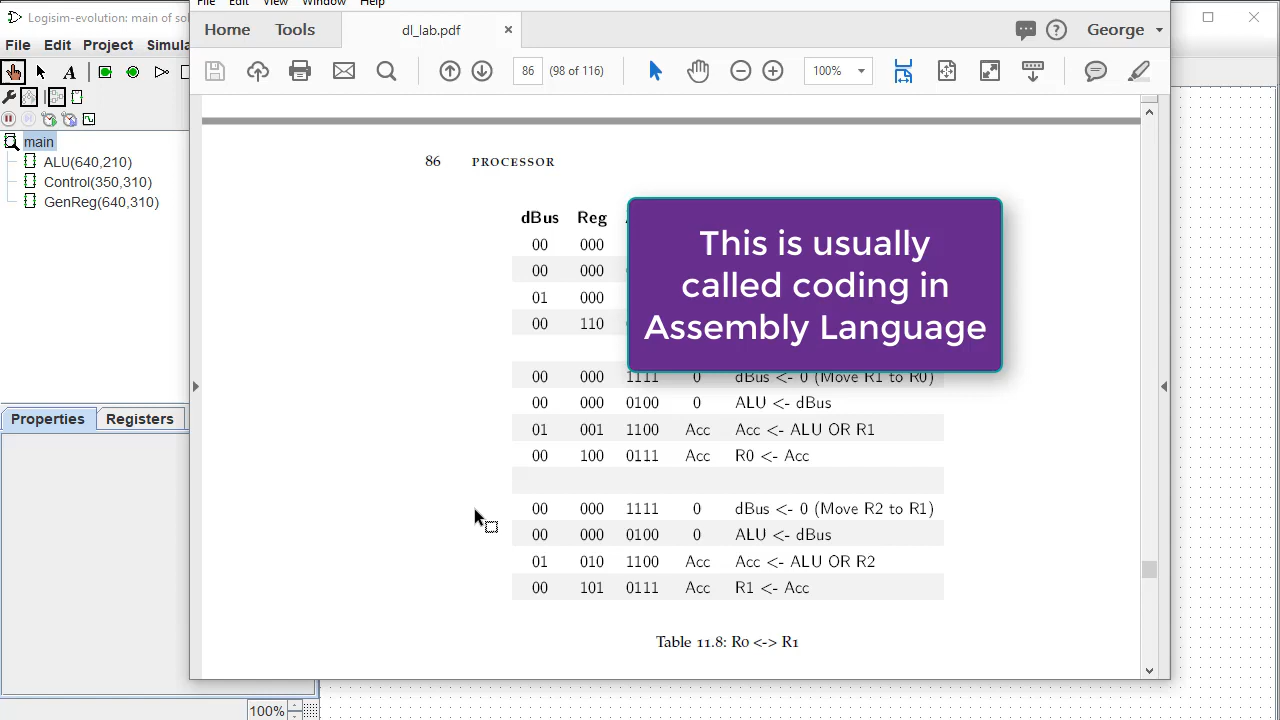 Logisim-evolution: main of so
File Edit Project Simula
main
ALU(640,210)
Control(350,310)
GenReg(640,310)
Properties Registers
100%
File Edit View Window Help
Home Tools dl_lab.pdf × George
86 (98 of 116) 100%
86 PROCESSOR
dBus Reg
00 000
00 000
01 000
00 110
This is usually
called coding in
Assembly Language
00 000 1111 0 dBus <- 0 (Move R1 to R0)
00 000 0100 0 ALU <- dBus
01 001 1100 Acc Acc <- ALU OR R1
00 100 0111 Acc R0 <- Acc
00 000 1111 0 dBus <- 0 (Move R2 to R1)
00 000 0100 0 ALU <- dBus
01 010 1100 Acc Acc <- ALU OR R2
00 101 0111 Acc R1 <- Acc
Table 11.8: R0 <-> R1